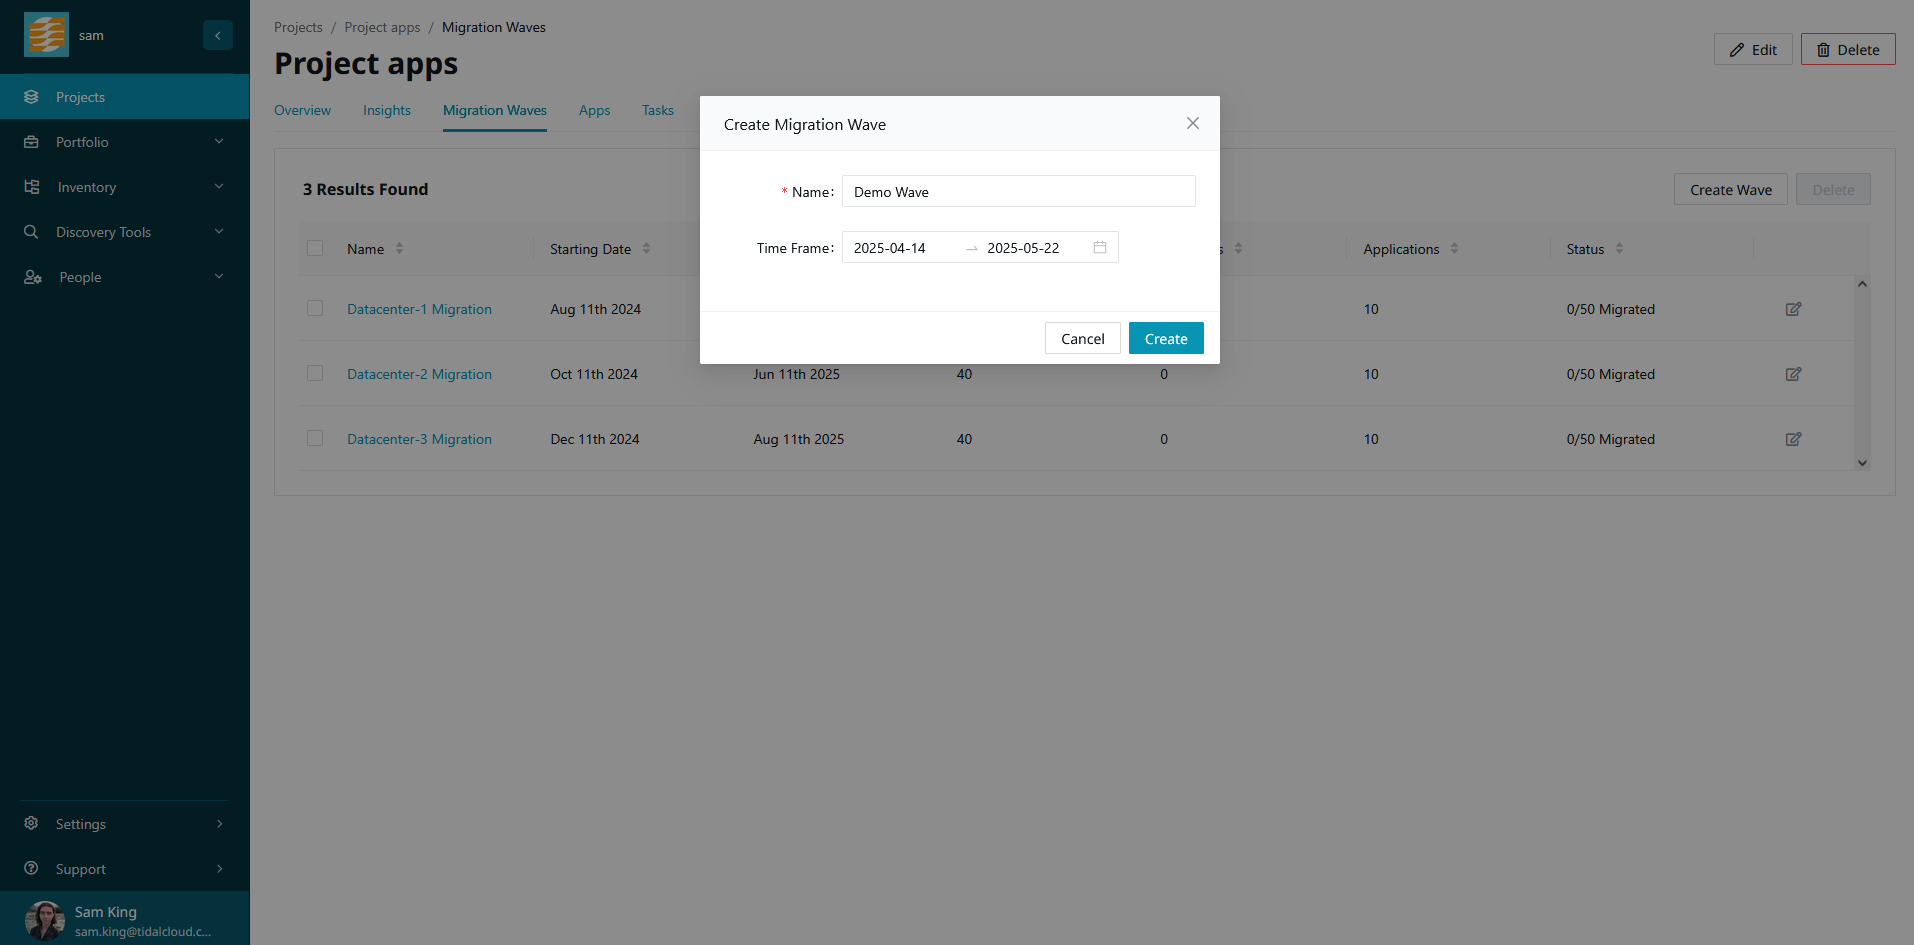 sam
Projects
Portfolio
Inventory
Discovery Tools
People
Settings
Support
Sam King
sam.king@tidalcloud.c...
Projects / Project apps / Migration Waves
Project apps
Edit
Delete
Overview
Insights
Migration Waves
Apps
Tasks
3 Results Found
Create Wave
Delete
Name
Starting Date
s
Applications
Status
Datacenter-1 Migration
Aug 11th 2024
10
0/50 Migrated
Datacenter-2 Migration
Oct 11th 2024
Jun 11th 2025
40
0
10
0/50 Migrated
Datacenter-3 Migration
Dec 11th 2024
Aug 11th 2025
40
0
10
0/50 Migrated
Create Migration Wave
* Name:
Demo Wave
Time Frame:
2025-04-14
2025-05-22
Cancel
Create